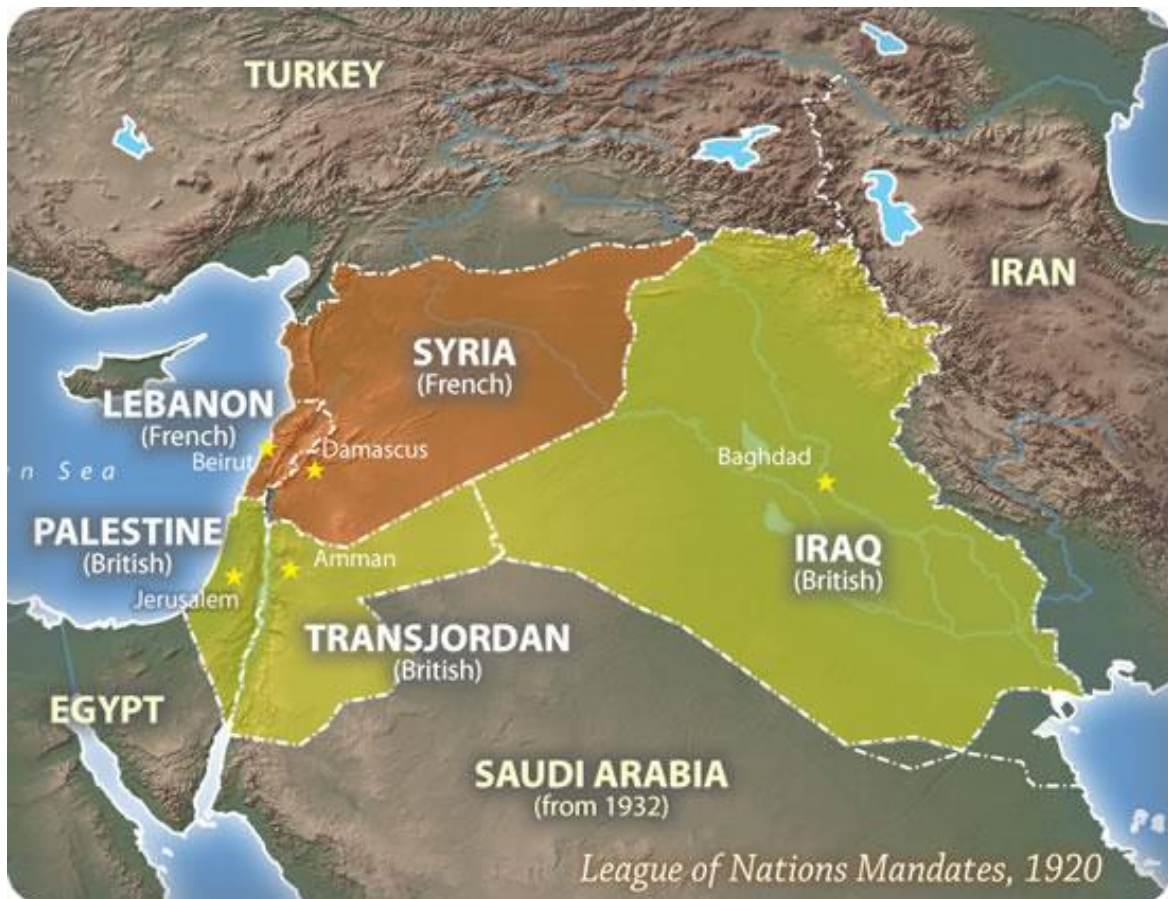 TURKEY
IRAN
SYRIA
(French)
LEBANON
(French)
Beirut
Damascus
n Sea
Baghdad
PALESTINE
(British)
Amman
IRAQ
(British)
Jerusalem
TRANSJORDAN
(British)
EGYPT
SAUDI ARABIA
(from 1932)
Pe
League of Nations Mandates, 1920